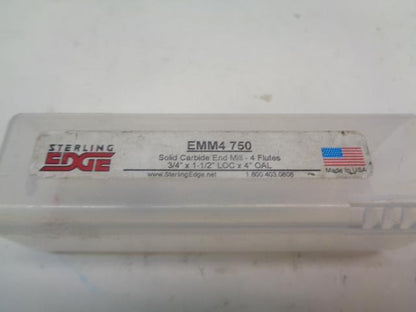 STERLING
EDGE
EMM4 750
Solid Carbide End Mill - 4 Flutes
3/4" x 1-1/2" LOC x 4" OAL
www.SterlingEdge.net 1.800.403.0808
Made In USA